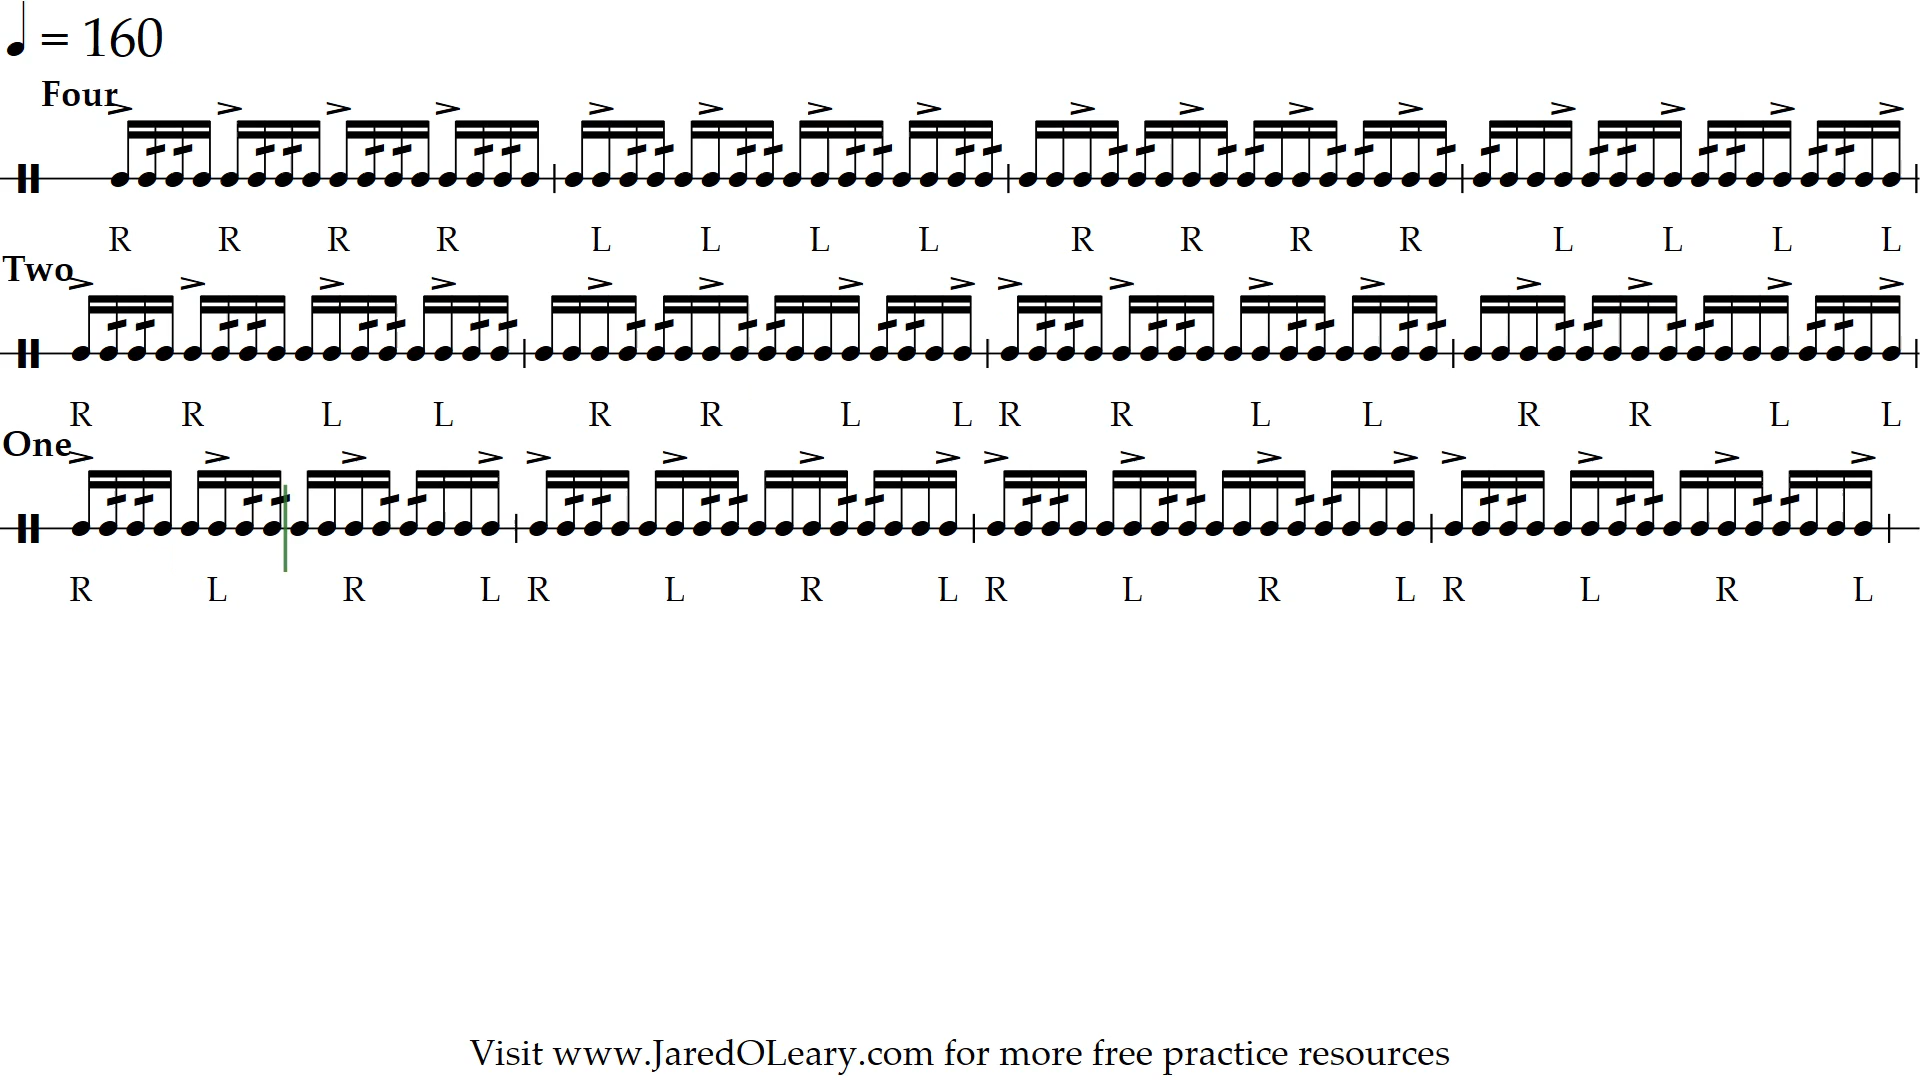 = 160
Four
R R R R L L L L R R R R L L L L
Two
R R L L R R L L R R L L R R L L
One
R L R L R L R L R L R L R L R L
Visit www.JaredOLeary.com for more free practice resources